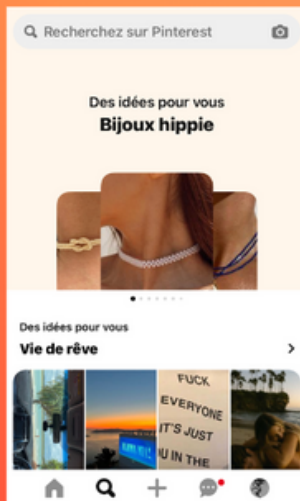 Recherchez sur Pinterest
Des idées pour vous
Bijoux hippie
Des idées pour vous
Vie de rêve
FUCK
EVERYONE
IT'S JUST
U IN THE